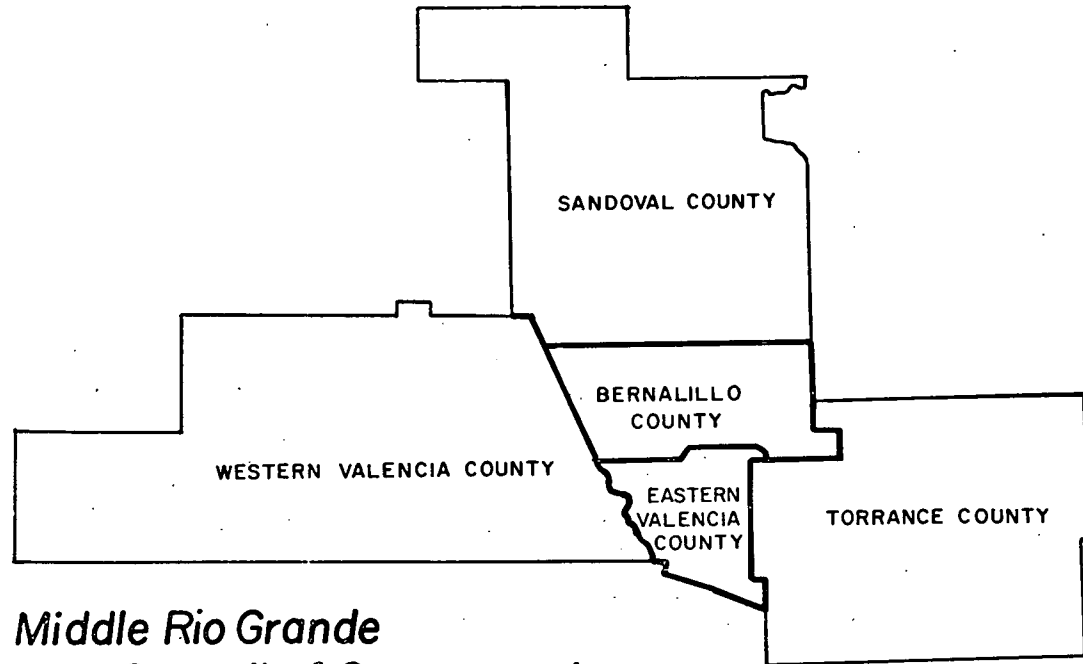 SANDOVAL COUNTY
BERNALILLO
COUNTY
WESTERN VALENCIA COUNTY
EASTERN
VALENCIA
COUNTY
TORRANCE COUNTY
Middle Rio Grande